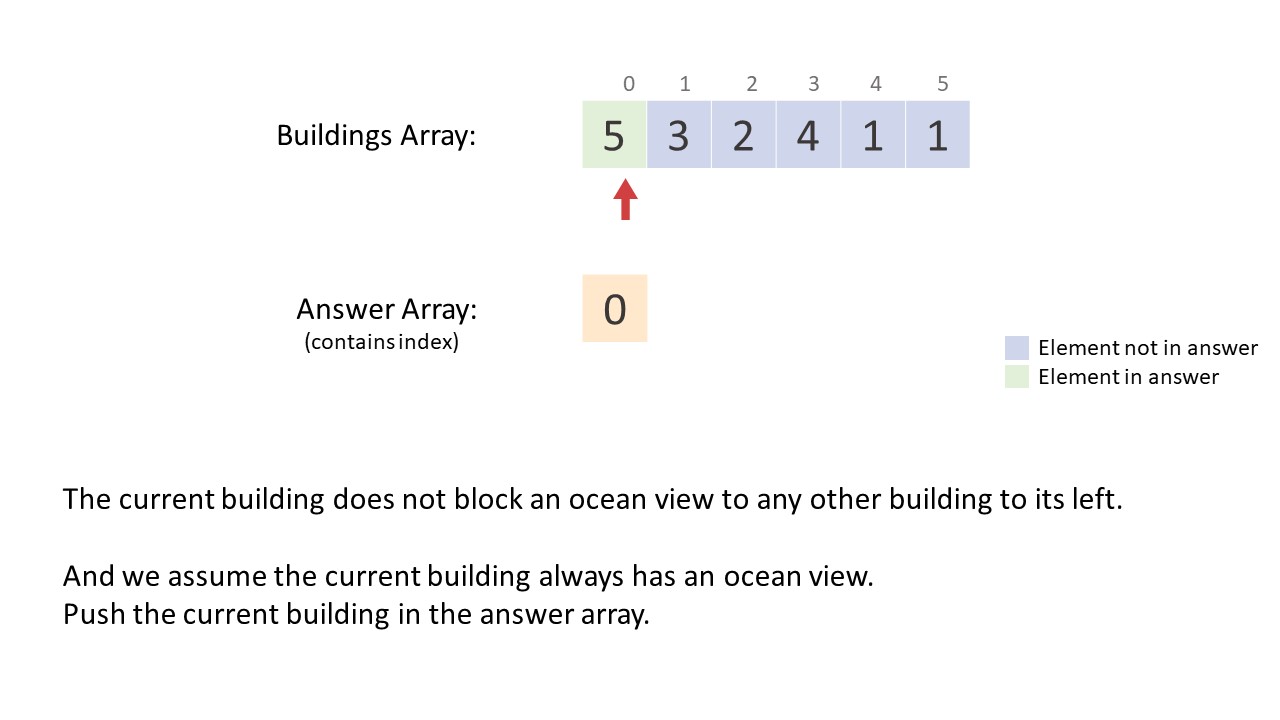 0 1 2 3 4 5
Buildings Array: 5 3 2 4 1 1
Answer Array: 0
(contains index)
Element not in answer
Element in answer
The current building does not block an ocean view to any other building to its left.
And we assume the current building always has an ocean view.
Push the current building in the answer array.